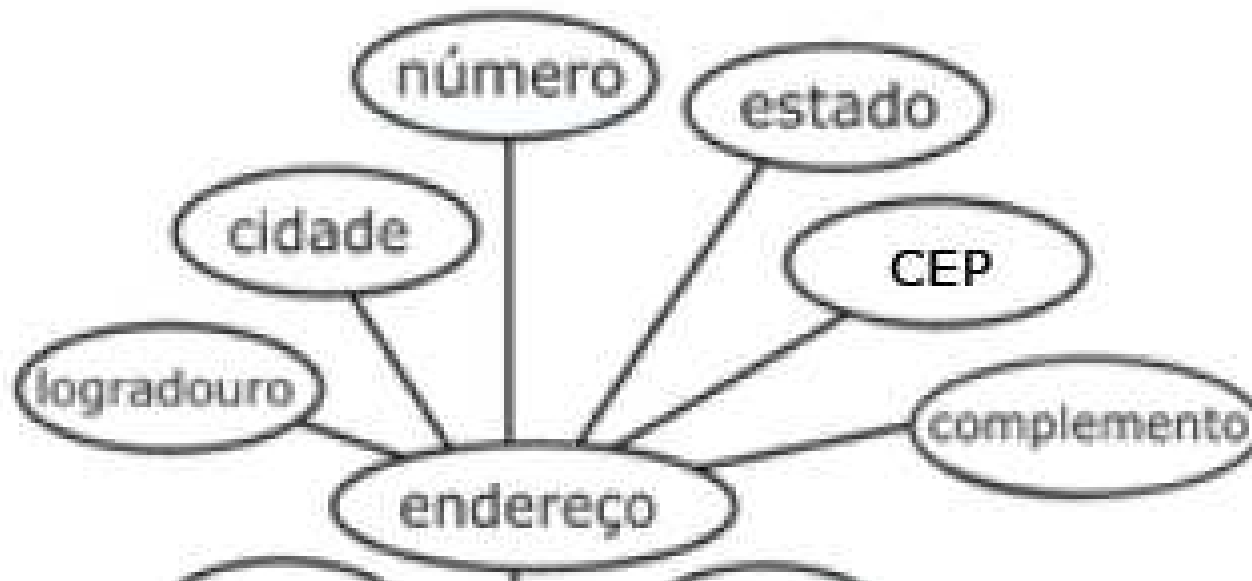 número
estado
cidade
CEP
logradouro
complemento
endereço